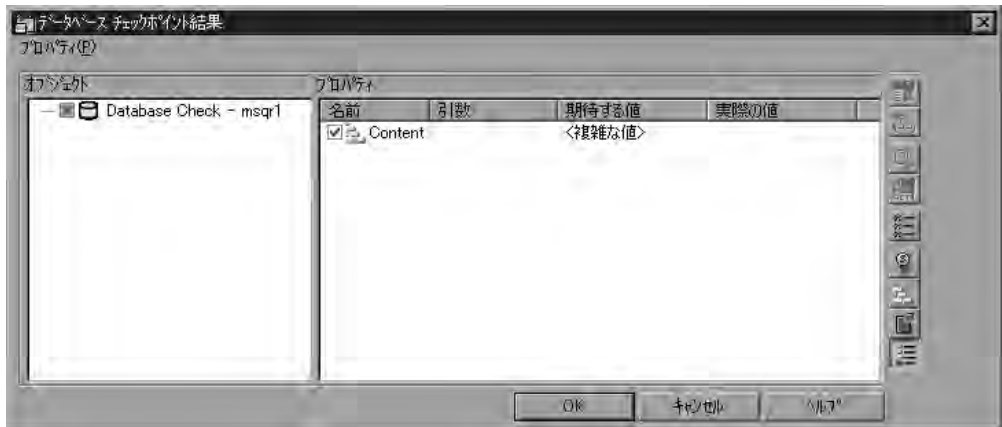 データベース チェックポイント結果
プロパティ(P)
オブジェクト
プロパティ
Database Check - msqr1
名前 引数 期待する値 実際の値
Content <複雑な値>
OK キャンセル ヘルプ